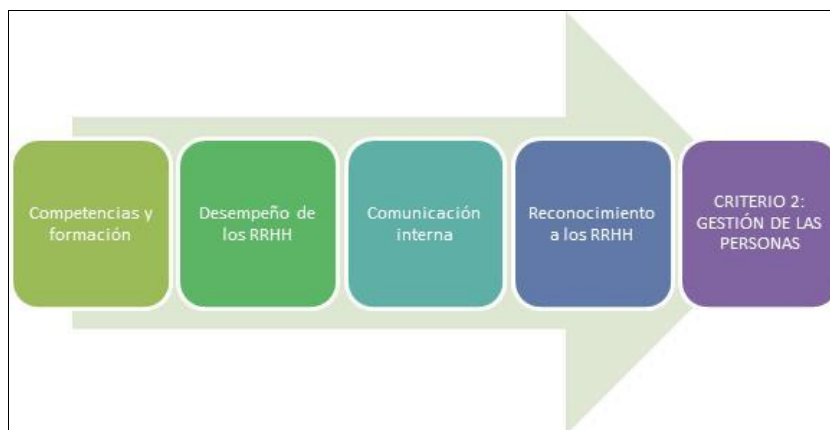 Competencias y
formación
Desempeño de
los RRHH
Comunicación
interna
Reconocimiento
a los RRHH
CRITERIO 2:
GESTIÓN DE LAS
PERSONAS